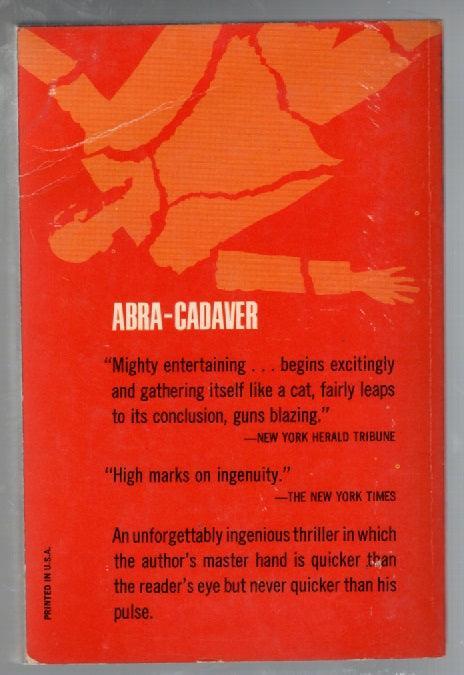 ABRA-CADAVER
“Mighty entertaining . . . begins excitingly
and gathering itself like a cat, fairly leaps
to its conclusion, guns blazing.”
—NEW YORK HERALD TRIBUNE
“High marks on ingenuity.”
—THE NEW YORK TIMES
An unforgettably ingenious thriller in which
the author's master hand is quicker than
the reader's eye but never quicker than his
pulse.
PRINTED IN U.S.A.